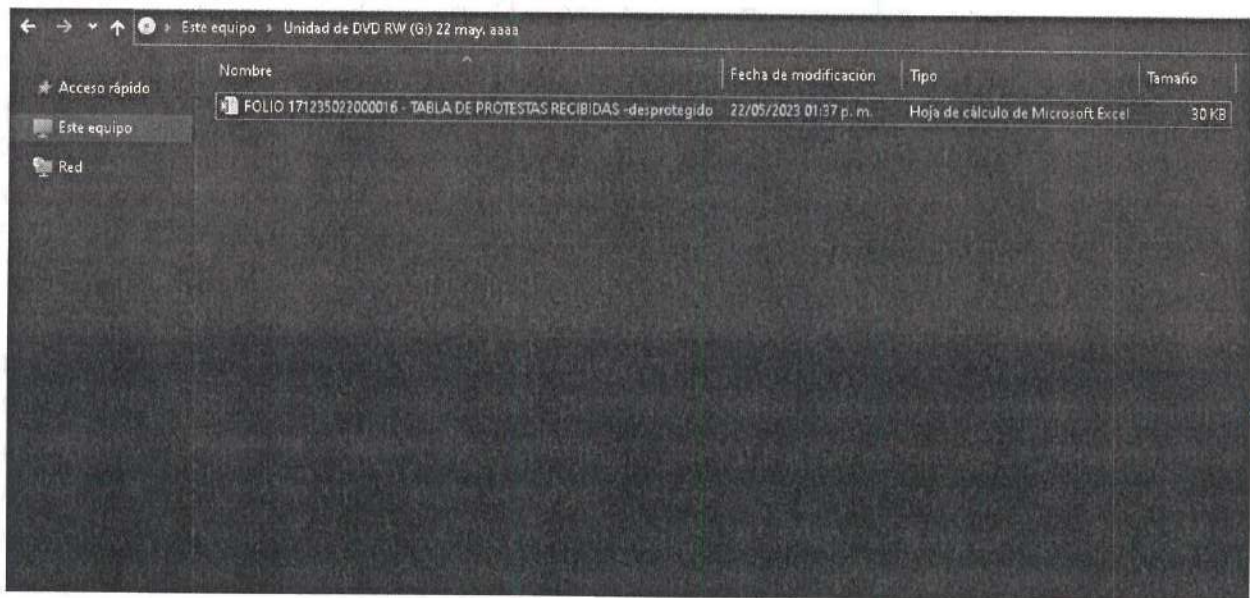 Este equipo › Unidad de DVD RW (G:) 22 may. aaaa
Acceso rápido
Este equipo
Red
Nombre Fecha de modificación Tipo Tamaño
FOLIO 171235022000016 - TABLA DE PROTESTAS RECIBIDAS -desprotegido 22/05/2023 01:37 p. m. Hoja de cálculo de Microsoft Excel 30 KB